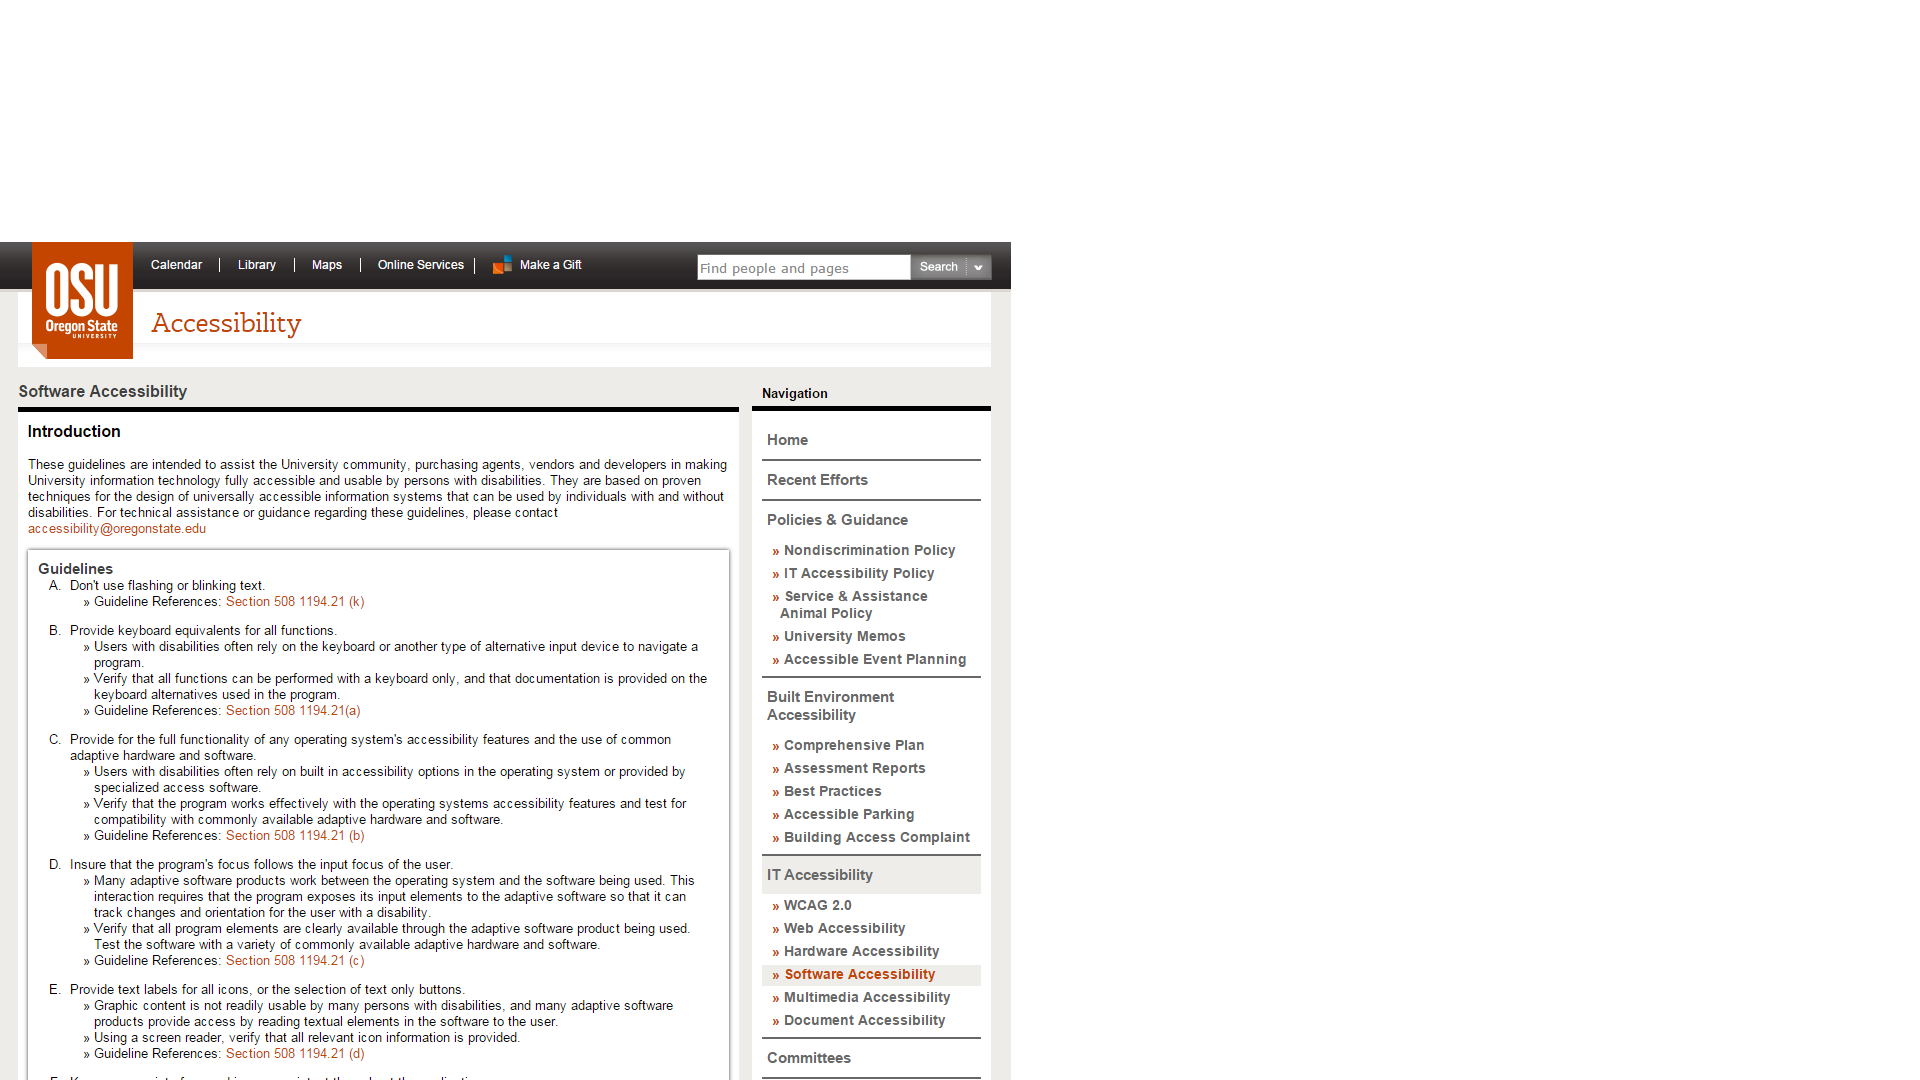 Calendar
Library
Maps
Online Services
Make a Gift
Find people and pages
Search
OSU
Oregon State
UNIVERSITY
Accessibility
Software Accessibility
Introduction
These guidelines are intended to assist the University community, purchasing agents, vendors and developers in making
University information technology fully accessible and usable by persons with disabilities. They are based on proven
techniques for the design of universally accessible information systems that can be used by individuals with and without
disabilities. For technical assistance or guidance regarding these guidelines, please contact
accessibility@oregonstate.edu
Guidelines
A. Don't use flashing or blinking text.
» Guideline References: Section 508 1194.21 (k)
B. Provide keyboard equivalents for all functions.
» Users with disabilities often rely on the keyboard or another type of alternative input device to navigate a
program.
» Verify that all functions can be performed with a keyboard only, and that documentation is provided on the
keyboard alternatives used in the program.
» Guideline References: Section 508 1194.21(a)
C. Provide for the full functionality of any operating system's accessibility features and the use of common
adaptive hardware and software.
» Users with disabilities often rely on built in accessibility options in the operating system or provided by
specialized access software.
» Verify that the program works effectively with the operating systems accessibility features and test for
compatibility with commonly available adaptive hardware and software.
» Guideline References: Section 508 1194.21 (b)
D. Insure that the program's focus follows the input focus of the user.
» Many adaptive software products work between the operating system and the software being used. This
interaction requires that the program exposes its input elements to the adaptive software so that it can
track changes and orientation for the user with a disability.
» Verify that all program elements are clearly available through the adaptive software product being used.
Test the software with a variety of commonly available adaptive hardware and software.
» Guideline References: Section 508 1194.21 (c)
E. Provide text labels for all icons, or the selection of text only buttons.
» Graphic content is not readily usable by many persons with disabilities, and many adaptive software
products provide access by reading textual elements in the software to the user.
» Using a screen reader, verify that all relevant icon information is provided.
» Guideline References: Section 508 1194.21 (d)
Navigation
Home
Recent Efforts
Policies & Guidance
» Nondiscrimination Policy
» IT Accessibility Policy
» Service & Assistance
Animal Policy
» University Memos
» Accessible Event Planning
Built Environment
Accessibility
» Comprehensive Plan
» Assessment Reports
» Best Practices
» Accessible Parking
» Building Access Complaint
IT Accessibility
» WCAG 2.0
» Web Accessibility
» Hardware Accessibility
» Software Accessibility
» Multimedia Accessibility
» Document Accessibility
Committees